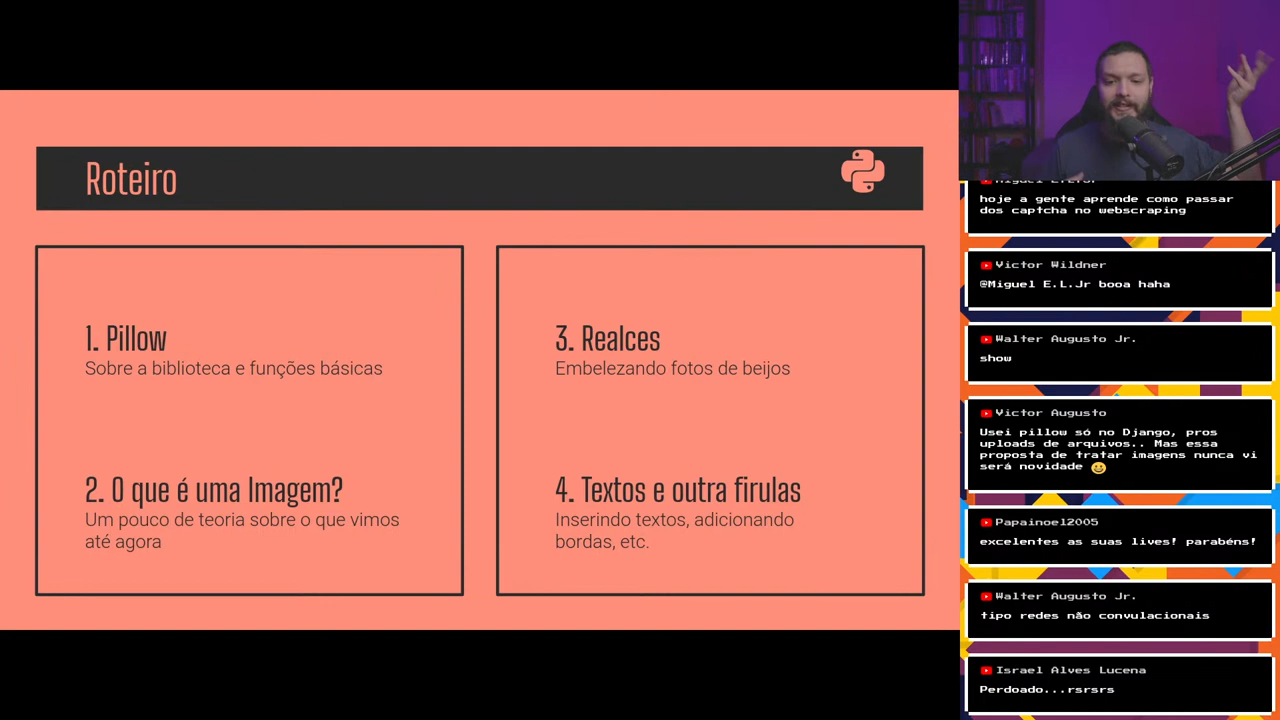 Roteiro
1. Pillow
Sobre a biblioteca e funções básicas
2. O que é uma Imagem?
Um pouco de teoria sobre o que vimos
até agora
3. Realces
Embelezando fotos de beijos
4. Textos e outra firulas
Inserindo textos, adicionando
bordas, etc.
Miguel E.L.Jr
hoje a gente aprende como passar
dos captcha no webscraping
Victor Wildner
@Miguel E.L.Jr booa haha
Walter Augusto Jr.
show
Victor Augusto
Usei pillow só no Django, pros
uploads de arquivos.. Mas essa
proposta de tratar imagens nunca vi
será novidade 😀
Papainoel2005
excelentes as suas lives! parabéns!
Walter Augusto Jr.
tipo redes não convulacionais
Israel Alves Lucena
Perdoado...rsrsrs